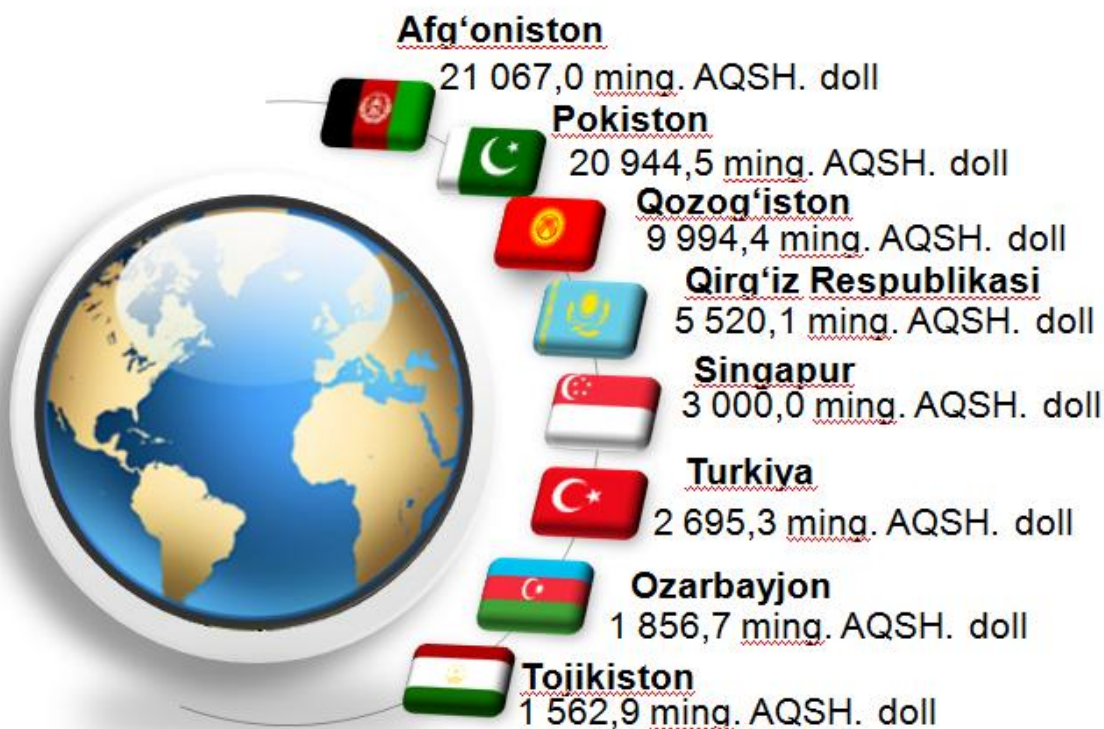 Afg‘oniston
21 067,0 ming. AQSH. doll
Pokiston
20 944,5 ming. AQSH. doll
Qozog‘iston
9 994,4 ming. AQSH. doll
Qirg‘iz Respublikasi
5 520,1 ming. AQSH. doll
Singapur
3 000,0 ming. AQSH. doll
Turkiya
2 695,3 ming. AQSH. doll
Ozarbayjon
1 856,7 ming. AQSH. doll
Tojikiston
1 562,9 ming. AQSH. doll